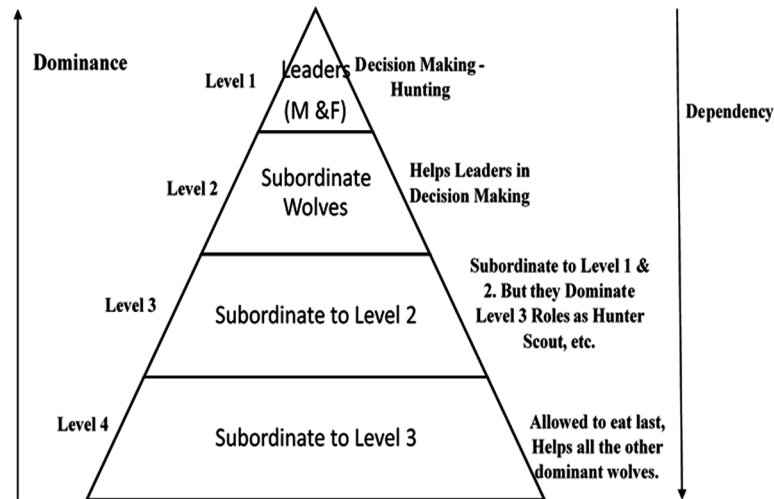 Dominance
Level 1
Leaders
(M &F)
Decision Making -
Hunting
Dependency
Level 2
Subordinate
Wolves
Helps Leaders in
Decision Making
Level 3
Subordinate to Level 2
Subordinate to Level 1 &
2. But they Dominate
Level 3 Roles as Hunter
Scout, etc.
Level 4
Subordinate to Level 3
Allowed to eat last,
Helps all the other
dominant wolves.